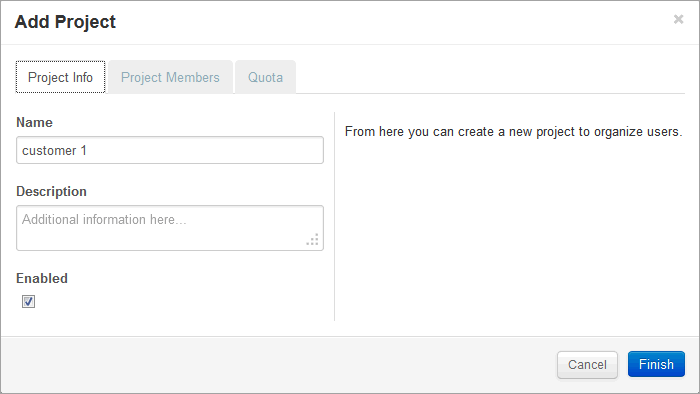 Add Project
×
Project Info Project Members Quota
Name
customer 1
From here you can create a new project to organize users.
Description
Additional information here...
Enabled
Cancel Finish